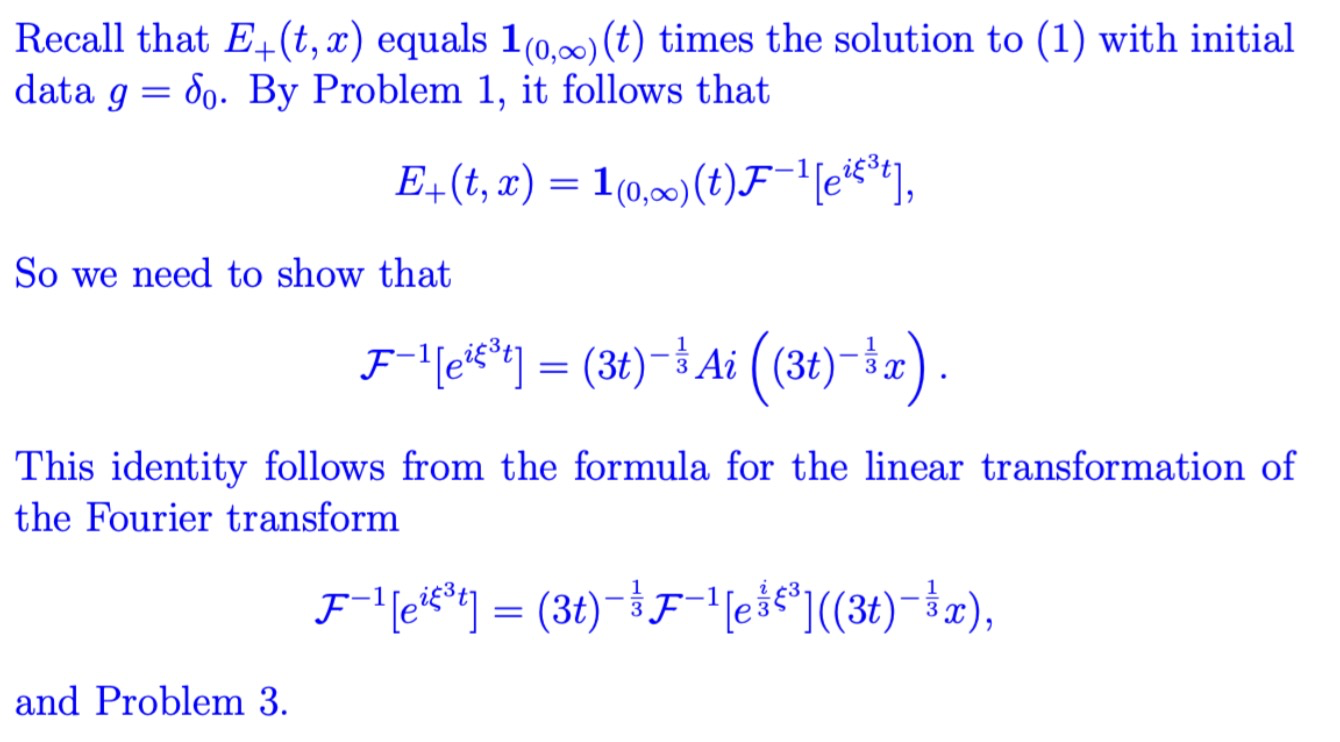 Recall that $E_+(t, x)$ equals $\mathbf{1}_{(0,\infty)}(t)$ times the solution to (1) with initial
data $g = \delta_0$. By Problem 1, it follows that
$E_+(t, x) = \mathbf{1}_{(0,\infty)}(t)\mathcal{F}^{-1}[e^{i\xi^3 t}],$
So we need to show that
$\mathcal{F}^{-1}[e^{i\xi^3 t}] = (3t)^{-\frac{1}{3}} Ai\left((3t)^{-\frac{1}{3}} x\right).$
This identity follows from the formula for the linear transformation of
the Fourier transform
$\mathcal{F}^{-1}[e^{i\xi^3 t}] = (3t)^{-\frac{1}{3}} \mathcal{F}^{-1}[e^{\frac{i}{3}\xi^3}]((3t)^{-\frac{1}{3}} x),$
and Problem 3.